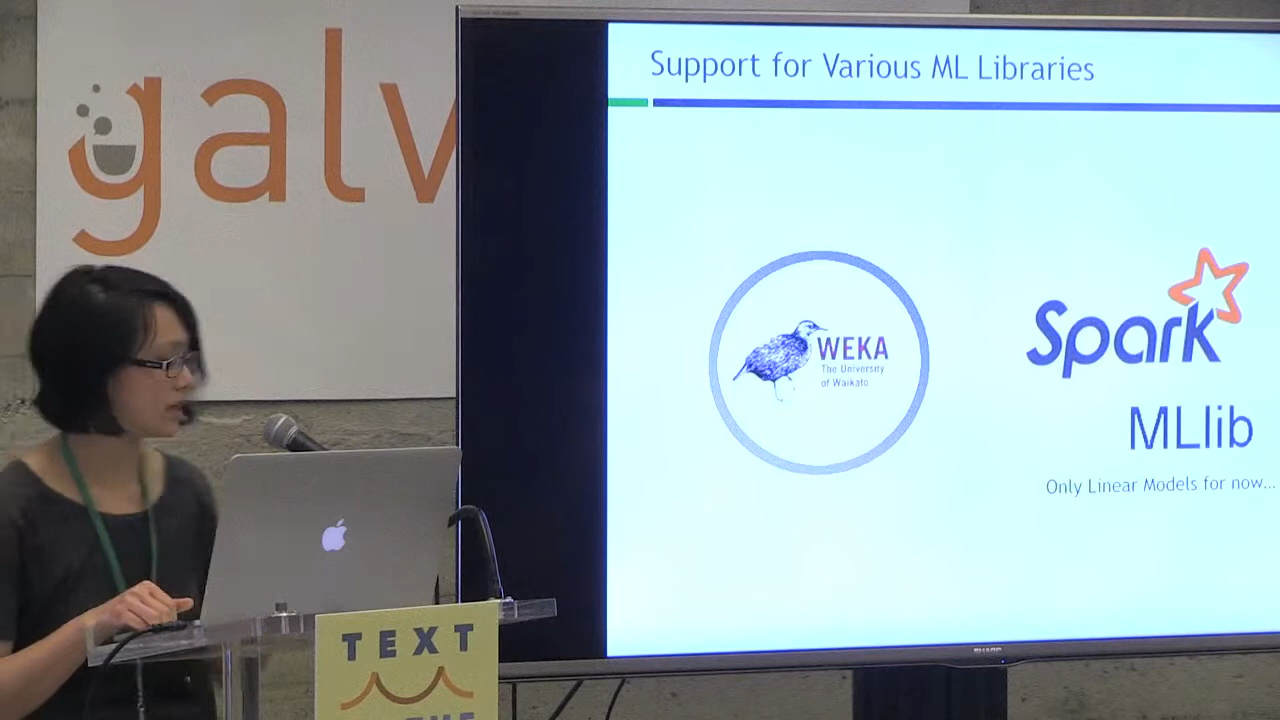 galv
Support for Various ML Libraries
WEKA
The University
of Waikato
Spark
MLlib
Only Linear Models for now...
TEXT
SHARP